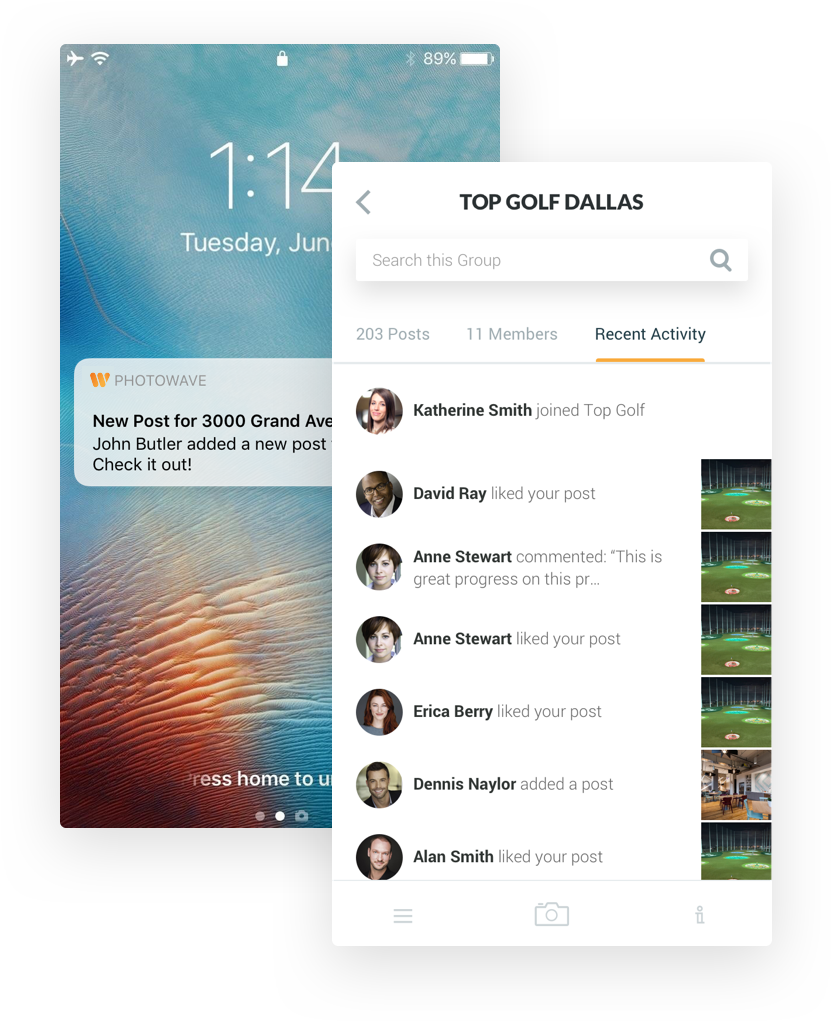 89%
1:14
Tuesday, Jun
PHOTOWAVE
New Post for 3000 Grand Ave
John Butler added a new post
Check it out!
ress home to u
TOP GOLF DALLAS
Search this Group
203 Posts 11 Members Recent Activity
Katherine Smith joined Top Golf
David Ray liked your post
Anne Stewart commented: “This is
great progress on this pr...
Anne Stewart liked your post
Erica Berry liked your post
Dennis Naylor added a post
Alan Smith liked your post